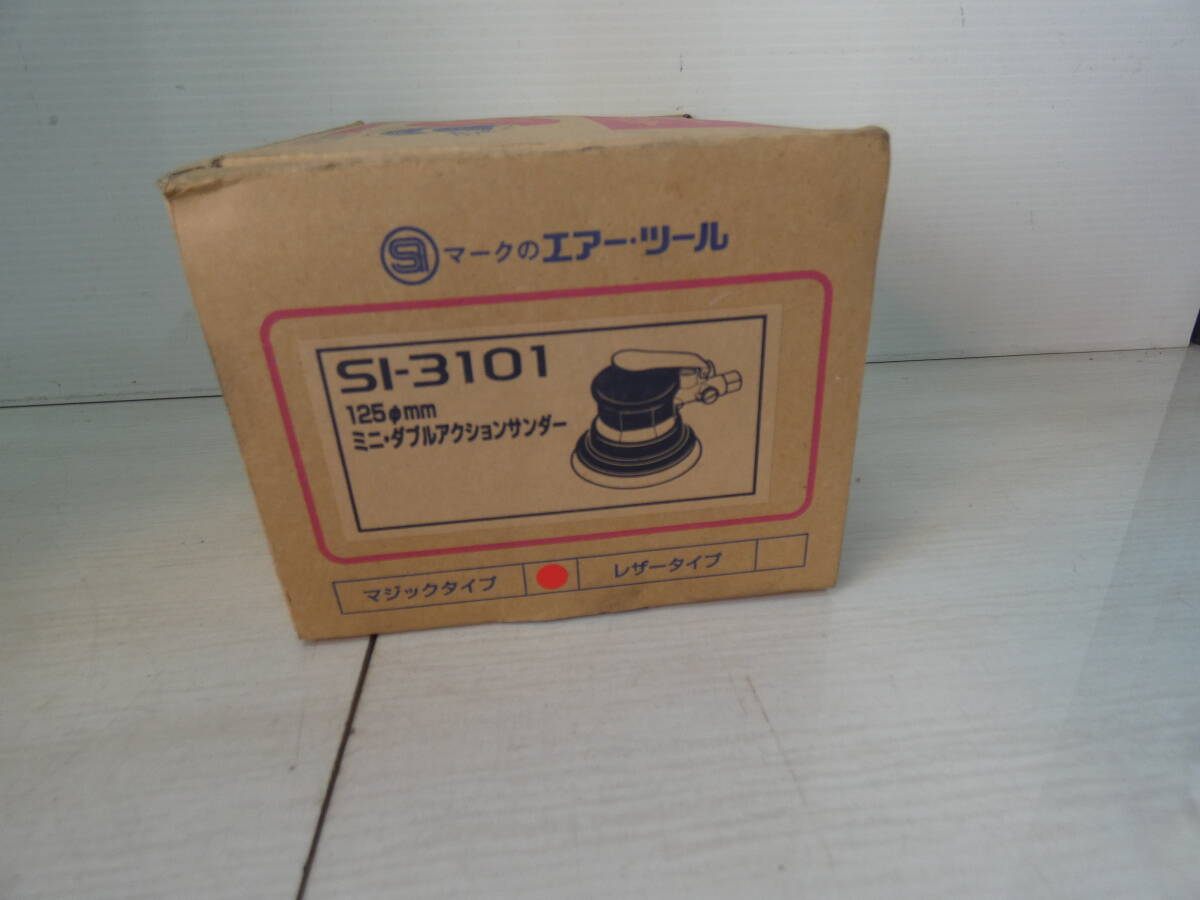 SI マークのエアー・ツール
SI-3101
125φmm
ミニ・ダブルアクションサンダー
マジックタイプ レザータイプ